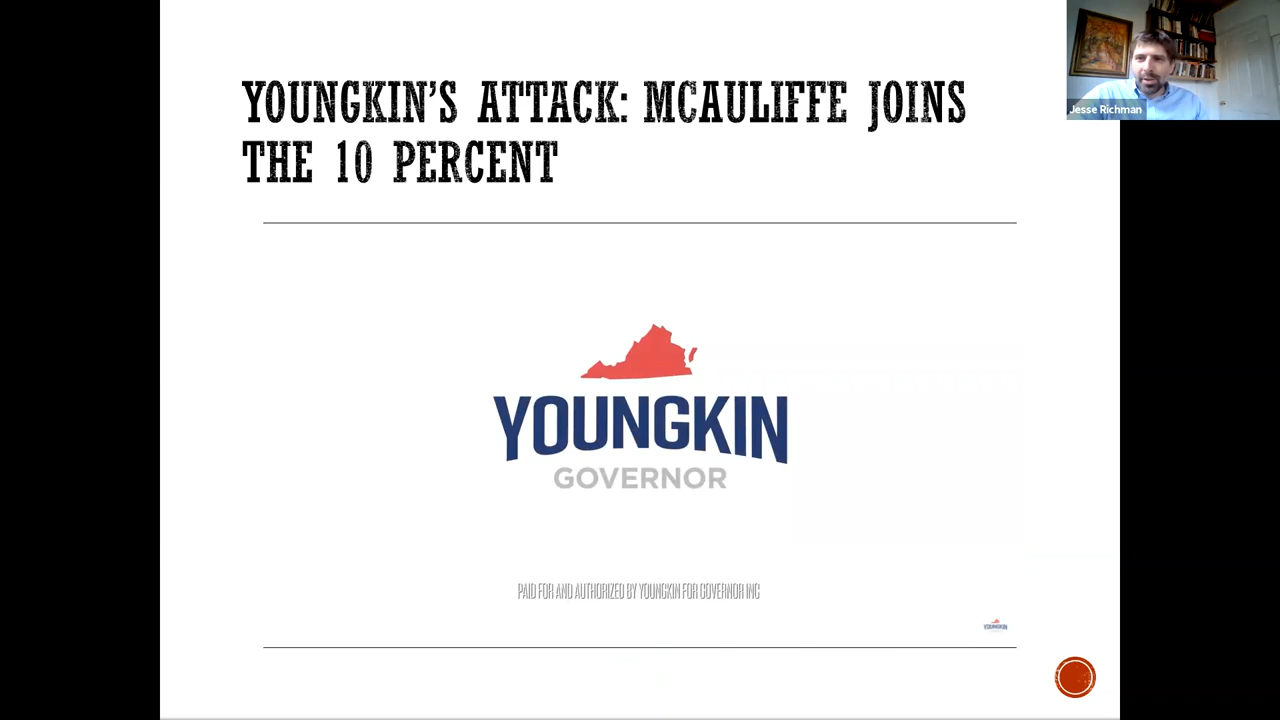 YOUNGKIN'S ATTACK: MCAULIFFE JOINS
THE 10 PERCENT
Jesse Richman
YOUNGKIN
GOVERNOR
PAID FOR AND AUTHORIZED BY YOUNGKIN FOR GOVERNOR INC
YOUNGKIN